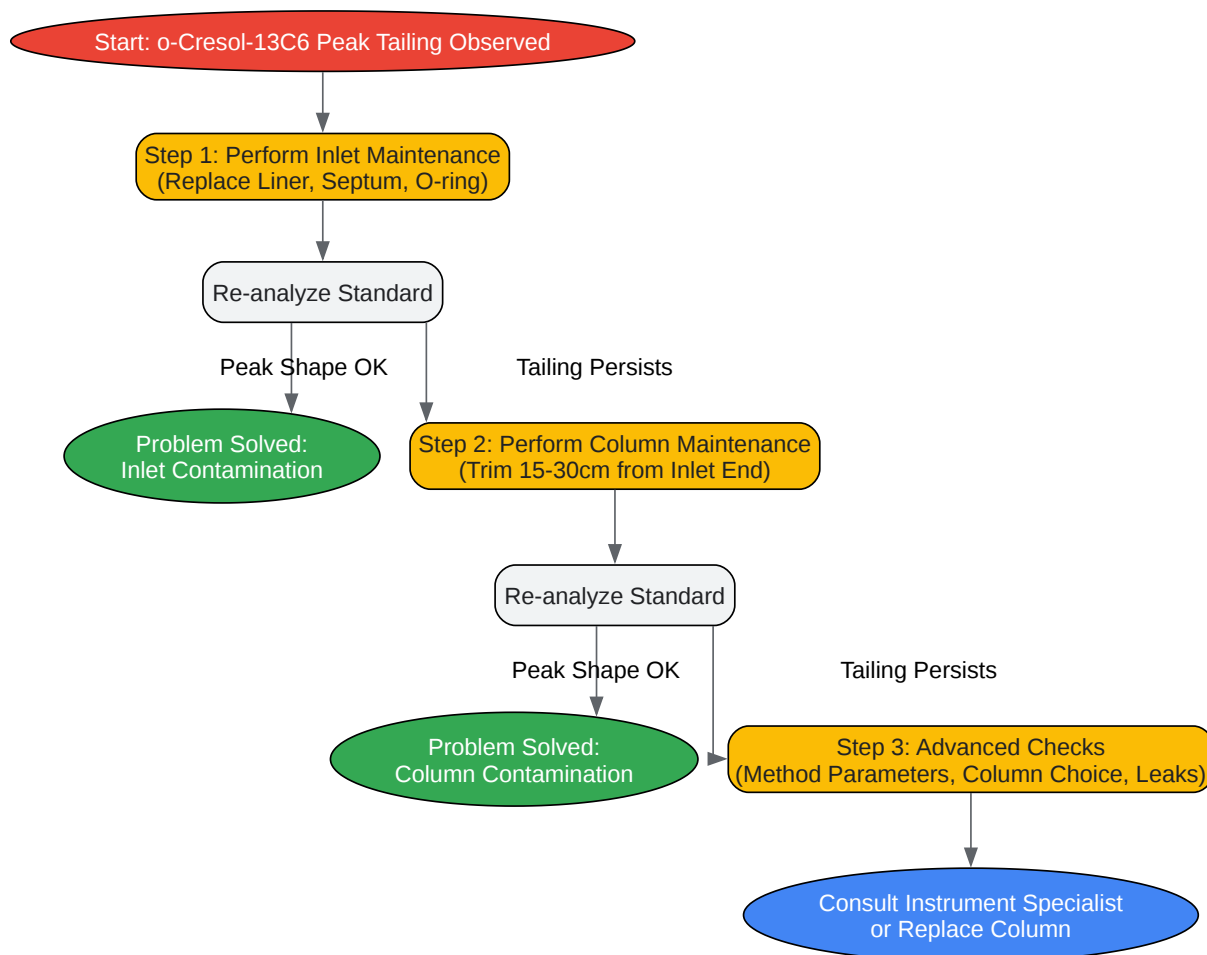 Start: o-Cresol-13C6 Peak Tailing Observed
Step 1: Perform Inlet Maintenance
(Replace Liner, Septum, O-ring)
Re-analyze Standard
Peak Shape OK
Tailing Persists
Problem Solved:
Inlet Contamination
Step 2: Perform Column Maintenance
(Trim 15-30cm from Inlet End)
Re-analyze Standard
Peak Shape OK
Tailing Persists
Problem Solved:
Column Contamination
Step 3: Advanced Checks
(Method Parameters, Column Choice, Leaks)
Consult Instrument Specialist
or Replace Column